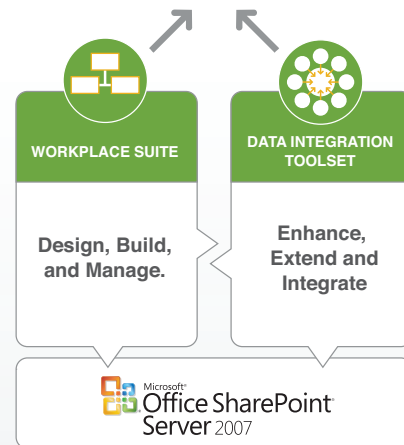 WORKPLACE SUITE
Design, Build,
and Manage.
DATA INTEGRATION
TOOLSET
Enhance,
Extend and
Integrate
Microsoft®
Office SharePoint®
Server 2007